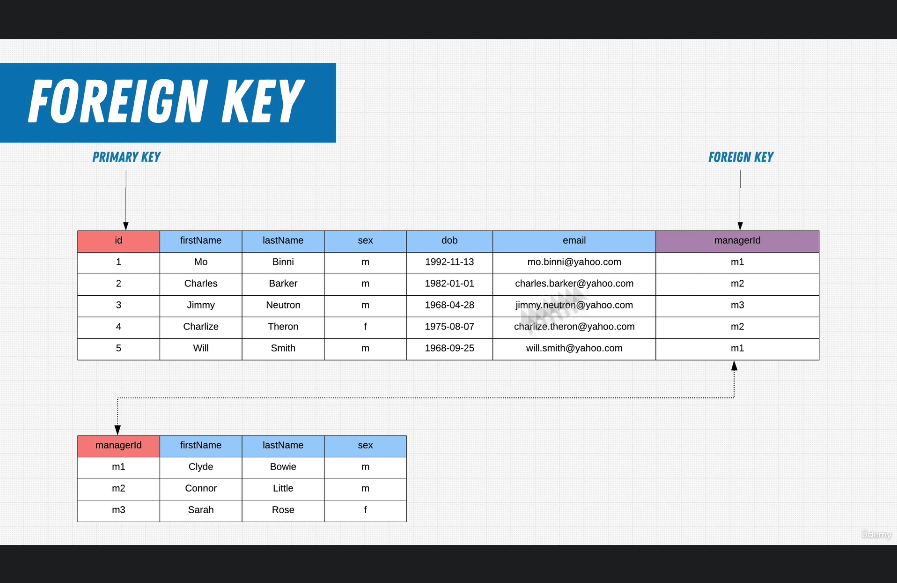 FOREIGN KEY
PRIMARY KEY FOREIGN KEY
id firstName lastName sex dob email managerId
1 Mo Binni m 1992-11-13 mo.binni@yahoo.com m1
2 Charles Barker m 1982-01-01 charles.barker@yahoo.com m2
3 Jimmy Neutron m 1968-04-28 jimmy.neutron@yahoo.com m3
4 Charlize Theron f 1975-08-07 charlize.theron@yahoo.com m2
5 Will Smith m 1968-09-25 will.smith@yahoo.com m1
managerId firstName lastName sex
m1 Clyde Bowie m
m2 Connor Little m
m3 Sarah Rose f
Udemy